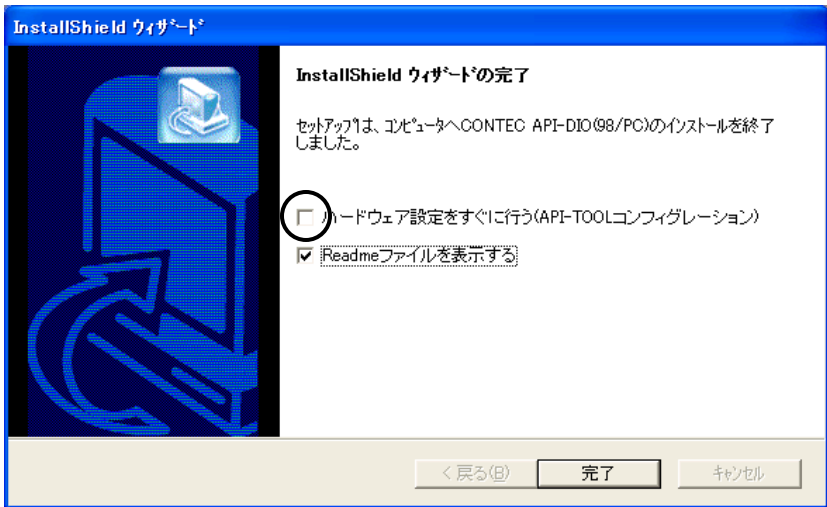 InstallShield ウィザード
InstallShield ウィザードの完了
セットアップは、コンピュータへCONTEC API-DIO(98/PC)のインストールを終了
しました。
ハードウェア設定をすぐに行う(API-TOOLコンフィグレーション)
Readmeファイルを表示する
< 戻る(B) 完了 キャンセル